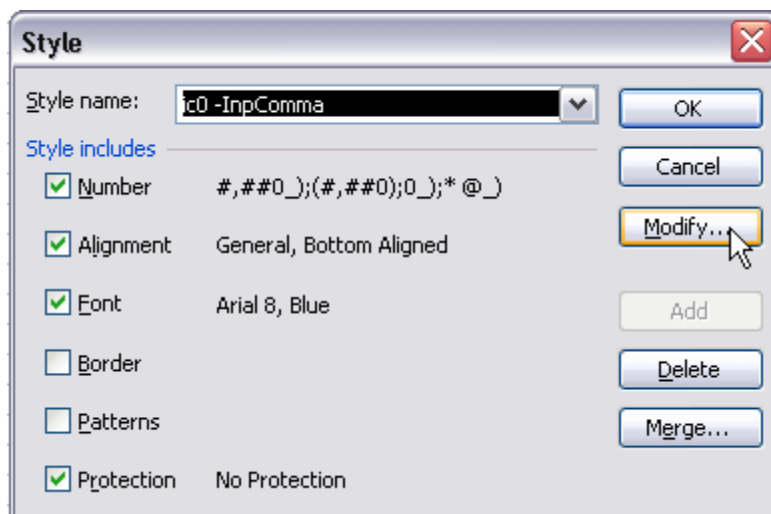 Style
Style name: ic0 -InpComma
OK
Style includes
Cancel
Number #,##0_);(#,##0);0_);* @_)
Modify...
Alignment General, Bottom Aligned
Font Arial 8, Blue
Add
Border
Delete
Patterns
Merge...
Protection No Protection